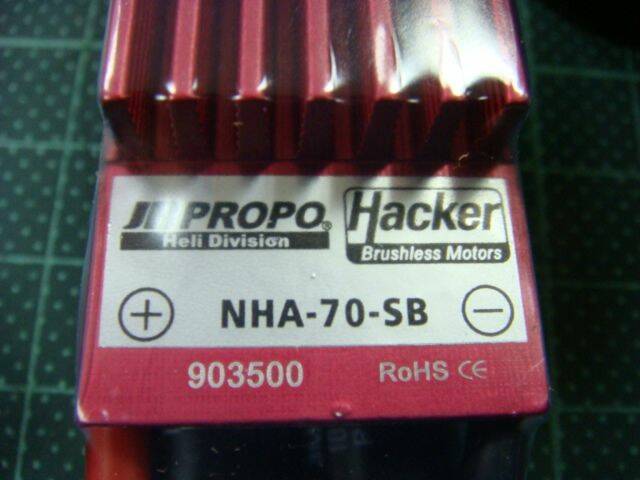 JR PROPO® Hacker
Heli Division Brushless Motors
+ NHA-70-SB -
903500 RoHS CE